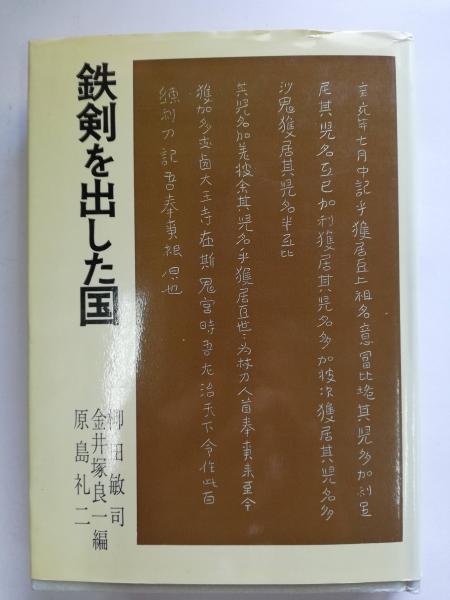 鉄剣を出した国
辛亥年七月中記乎獲居臣上祖名意冨比垝其児多加利足
尼其児名弖已加利獲居其児名多加披次獲居其児名多
沙鬼獲居其児名半弖比
其児名加差披余其児名乎獲居臣世々為杖刀人首奉事来至今
獲加多支鹵大王寺在斯鬼宮時吾左治天下令作此百
練利刀記吾奉事根原也
柳田敏司
金井塚良一編
原島礼二